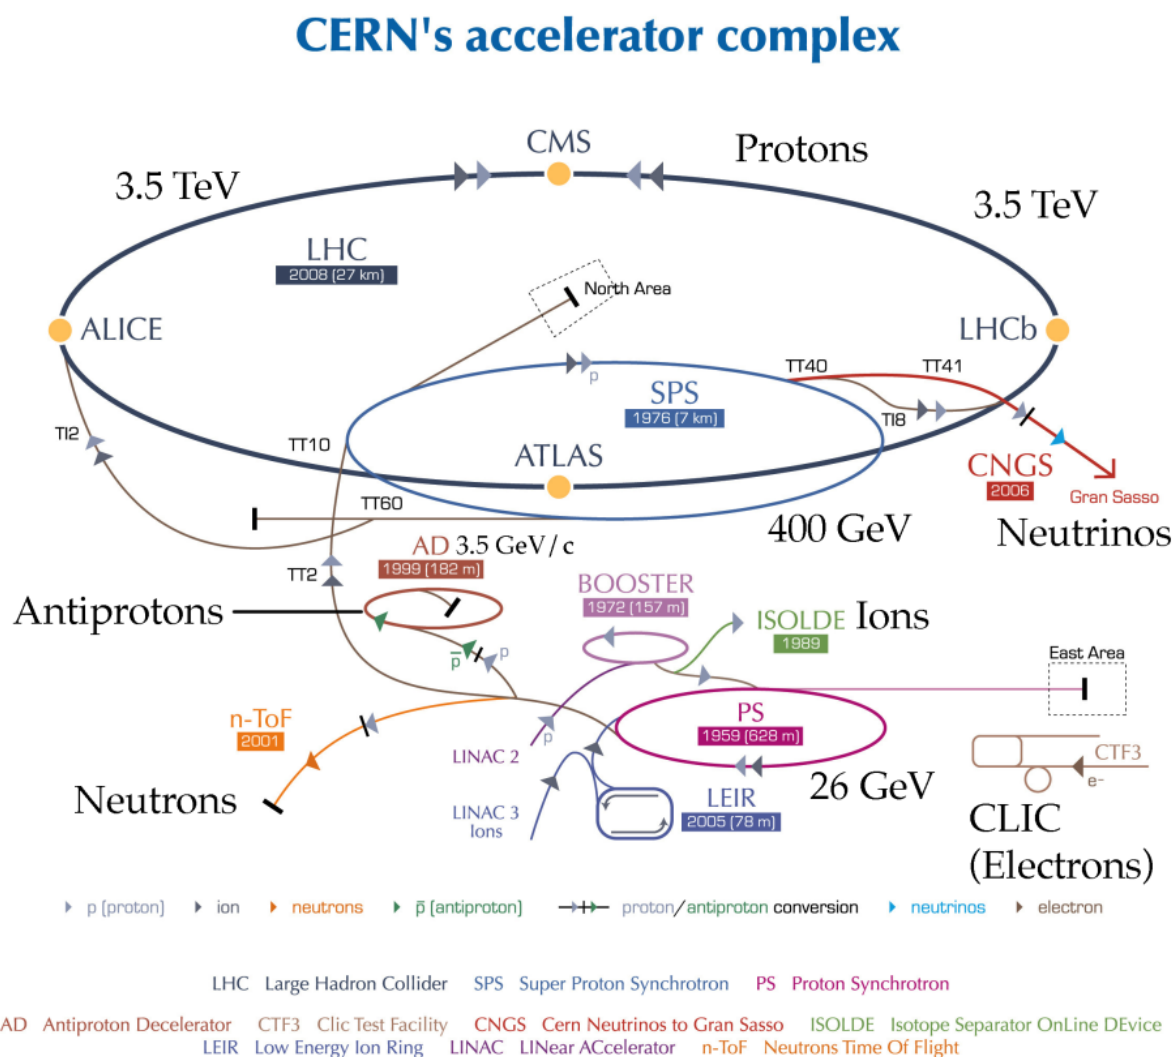 CERN's accelerator complex
CMS
Protons
3.5 TeV
3.5 TeV
LHC
2008 (27 km)
North Area
ALICE
LHCb
p
TT40
TT41
SPS
1976 (7 km)
TI8
TI2
TT10
ATLAS
CNGS
2006
Gran Sasso
TT60
400 GeV
Neutrinos
AD 3.5 GeV/c
1999 (182 m)
TT2
BOOSTER
1972 (157 m)
Antiprotons
ISOLDE Ions
1989
p̄
p
East Area
n-ToF
2001
PS
1959 (628 m)
p
LINAC 2
CTF3
e-
Neutrons
26 GeV
LINAC 3
Ions
LEIR
2005 (78 m)
CLIC
(Electrons)
p (proton) ion neutrons p̄ (antiproton) proton/antiproton conversion neutrinos electron
LHC Large Hadron Collider SPS Super Proton Synchrotron PS Proton Synchrotron
AD Antiproton Decelerator CTF3 Clic Test Facility CNGS Cern Neutrinos to Gran Sasso ISOLDE Isotope Separator OnLine DEvice
LEIR Low Energy Ion Ring LINAC LINear ACcelerator n-ToF Neutrons Time Of Flight